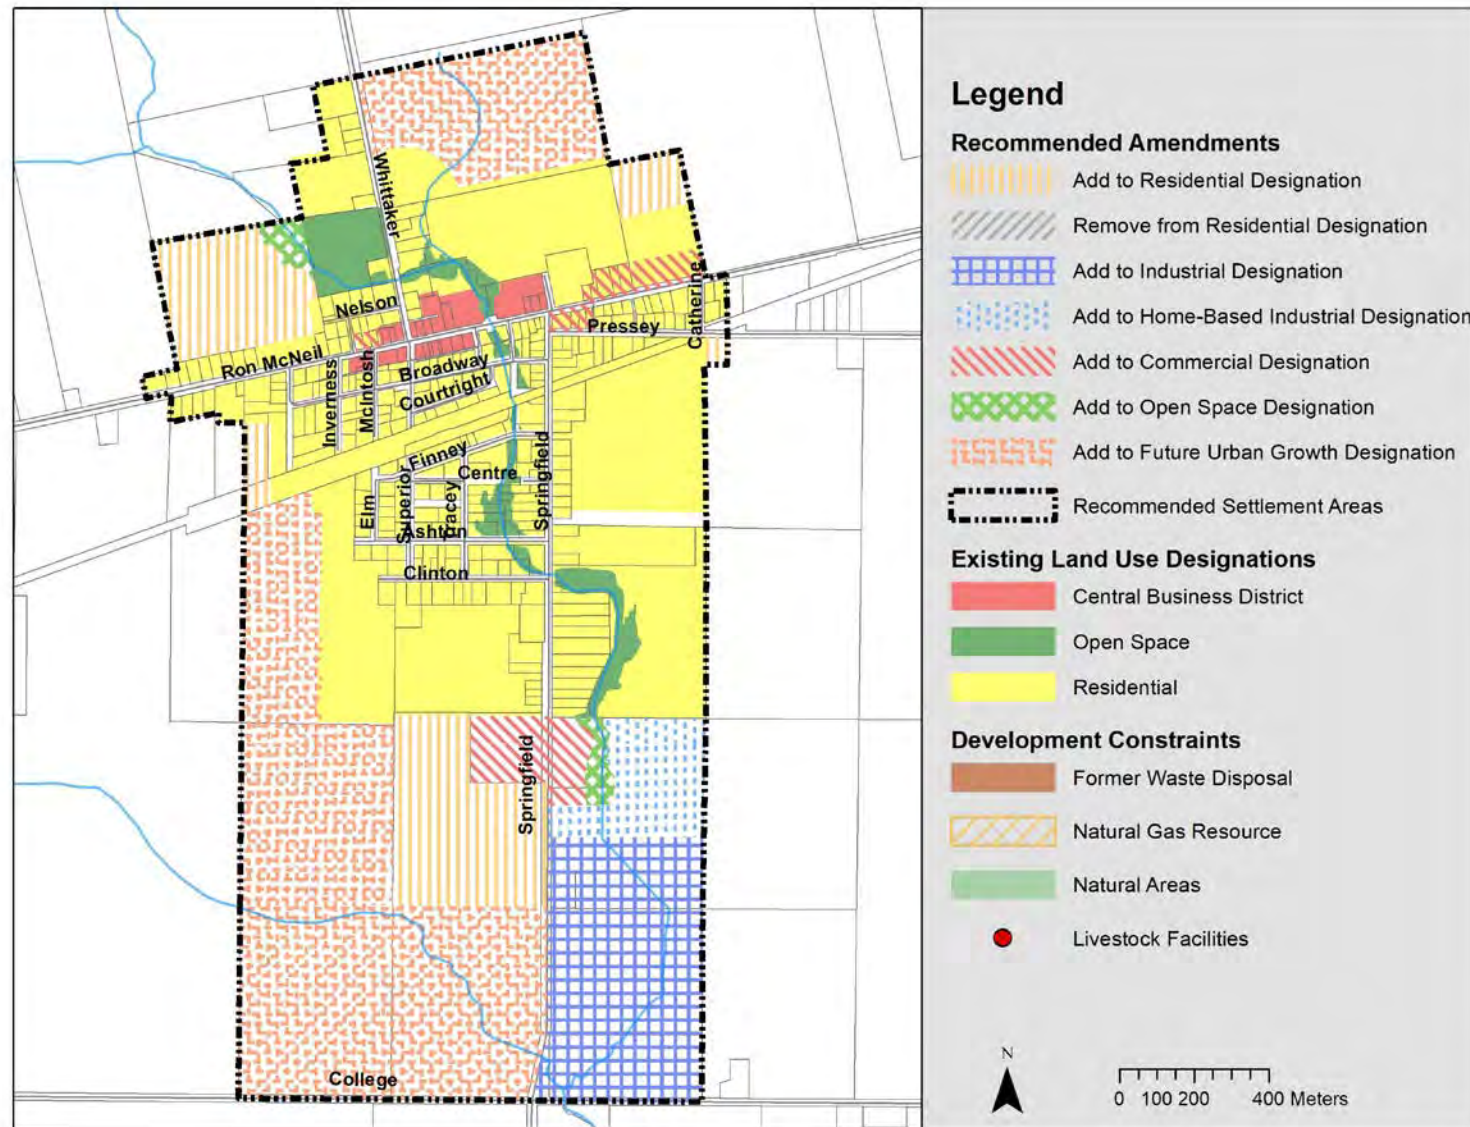 Whittaker
Nelson
Catherine
Pressey
Ron McNeil
Inverness
McIntosh
Broadway
Courtright
Finney
Centre
Springfield
Elm
Superior
Tracey
Ashton
Clinton
Springfield
College
Legend
Recommended Amendments
Add to Residential Designation
Remove from Residential Designation
Add to Industrial Designation
Add to Home-Based Industrial Designation
Add to Commercial Designation
Add to Open Space Designation
Add to Future Urban Growth Designation
Recommended Settlement Areas
Existing Land Use Designations
Central Business District
Open Space
Residential
Development Constraints
Former Waste Disposal
Natural Gas Resource
Natural Areas
Livestock Facilities
N
0 100 200 400 Meters